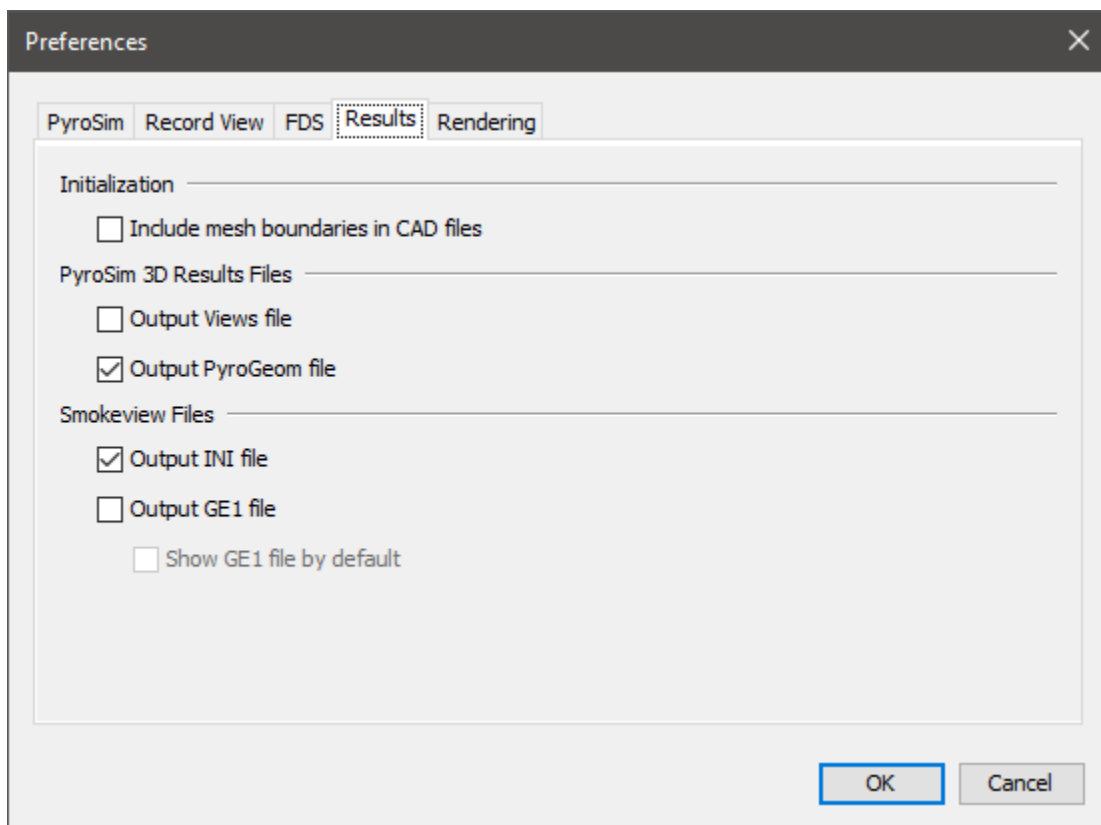 Preferences
PyroSim Record View FDS Results Rendering
Initialization
Include mesh boundaries in CAD files
PyroSim 3D Results Files
Output Views file
Output PyroGeom file
Smokeview Files
Output INI file
Output GE1 file
Show GE1 file by default
OK Cancel